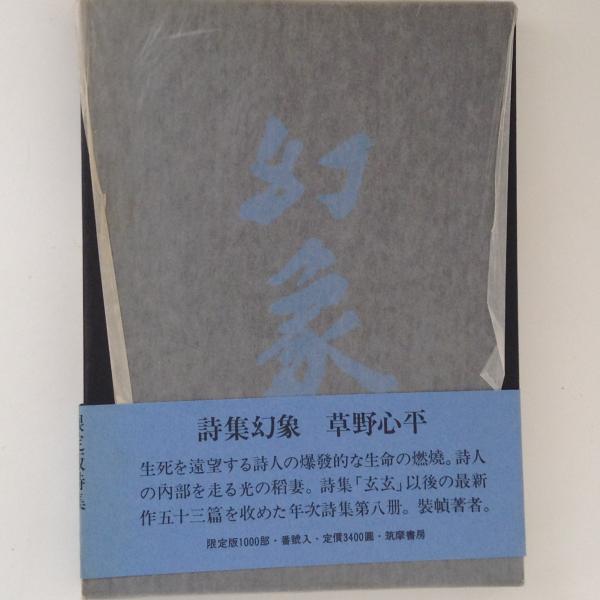 幻
象
詩集幻象　草野心平
生死を遠望する詩人の爆發的な生命の燃燒。詩人
の内部を走る光の稲妻。詩集「玄玄」以後の最新
作五十三篇を收めた年次詩集第八册。裝幀著者。
限定版1000部・番號入・定價3400圓・筑摩書房